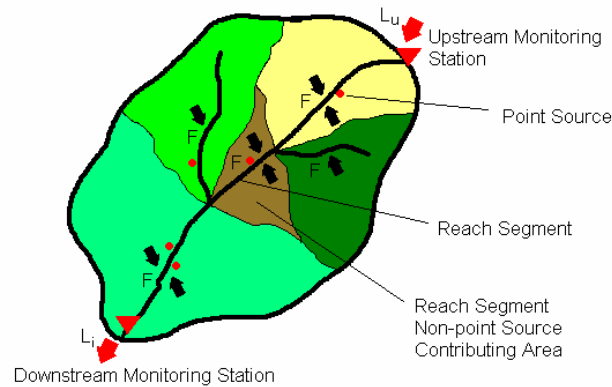 Lu
Upstream Monitoring
Station
Point Source
F
F
F
F
Reach Segment
F
Reach Segment
Non-point Source
Contributing Area
Li
Downstream Monitoring Station